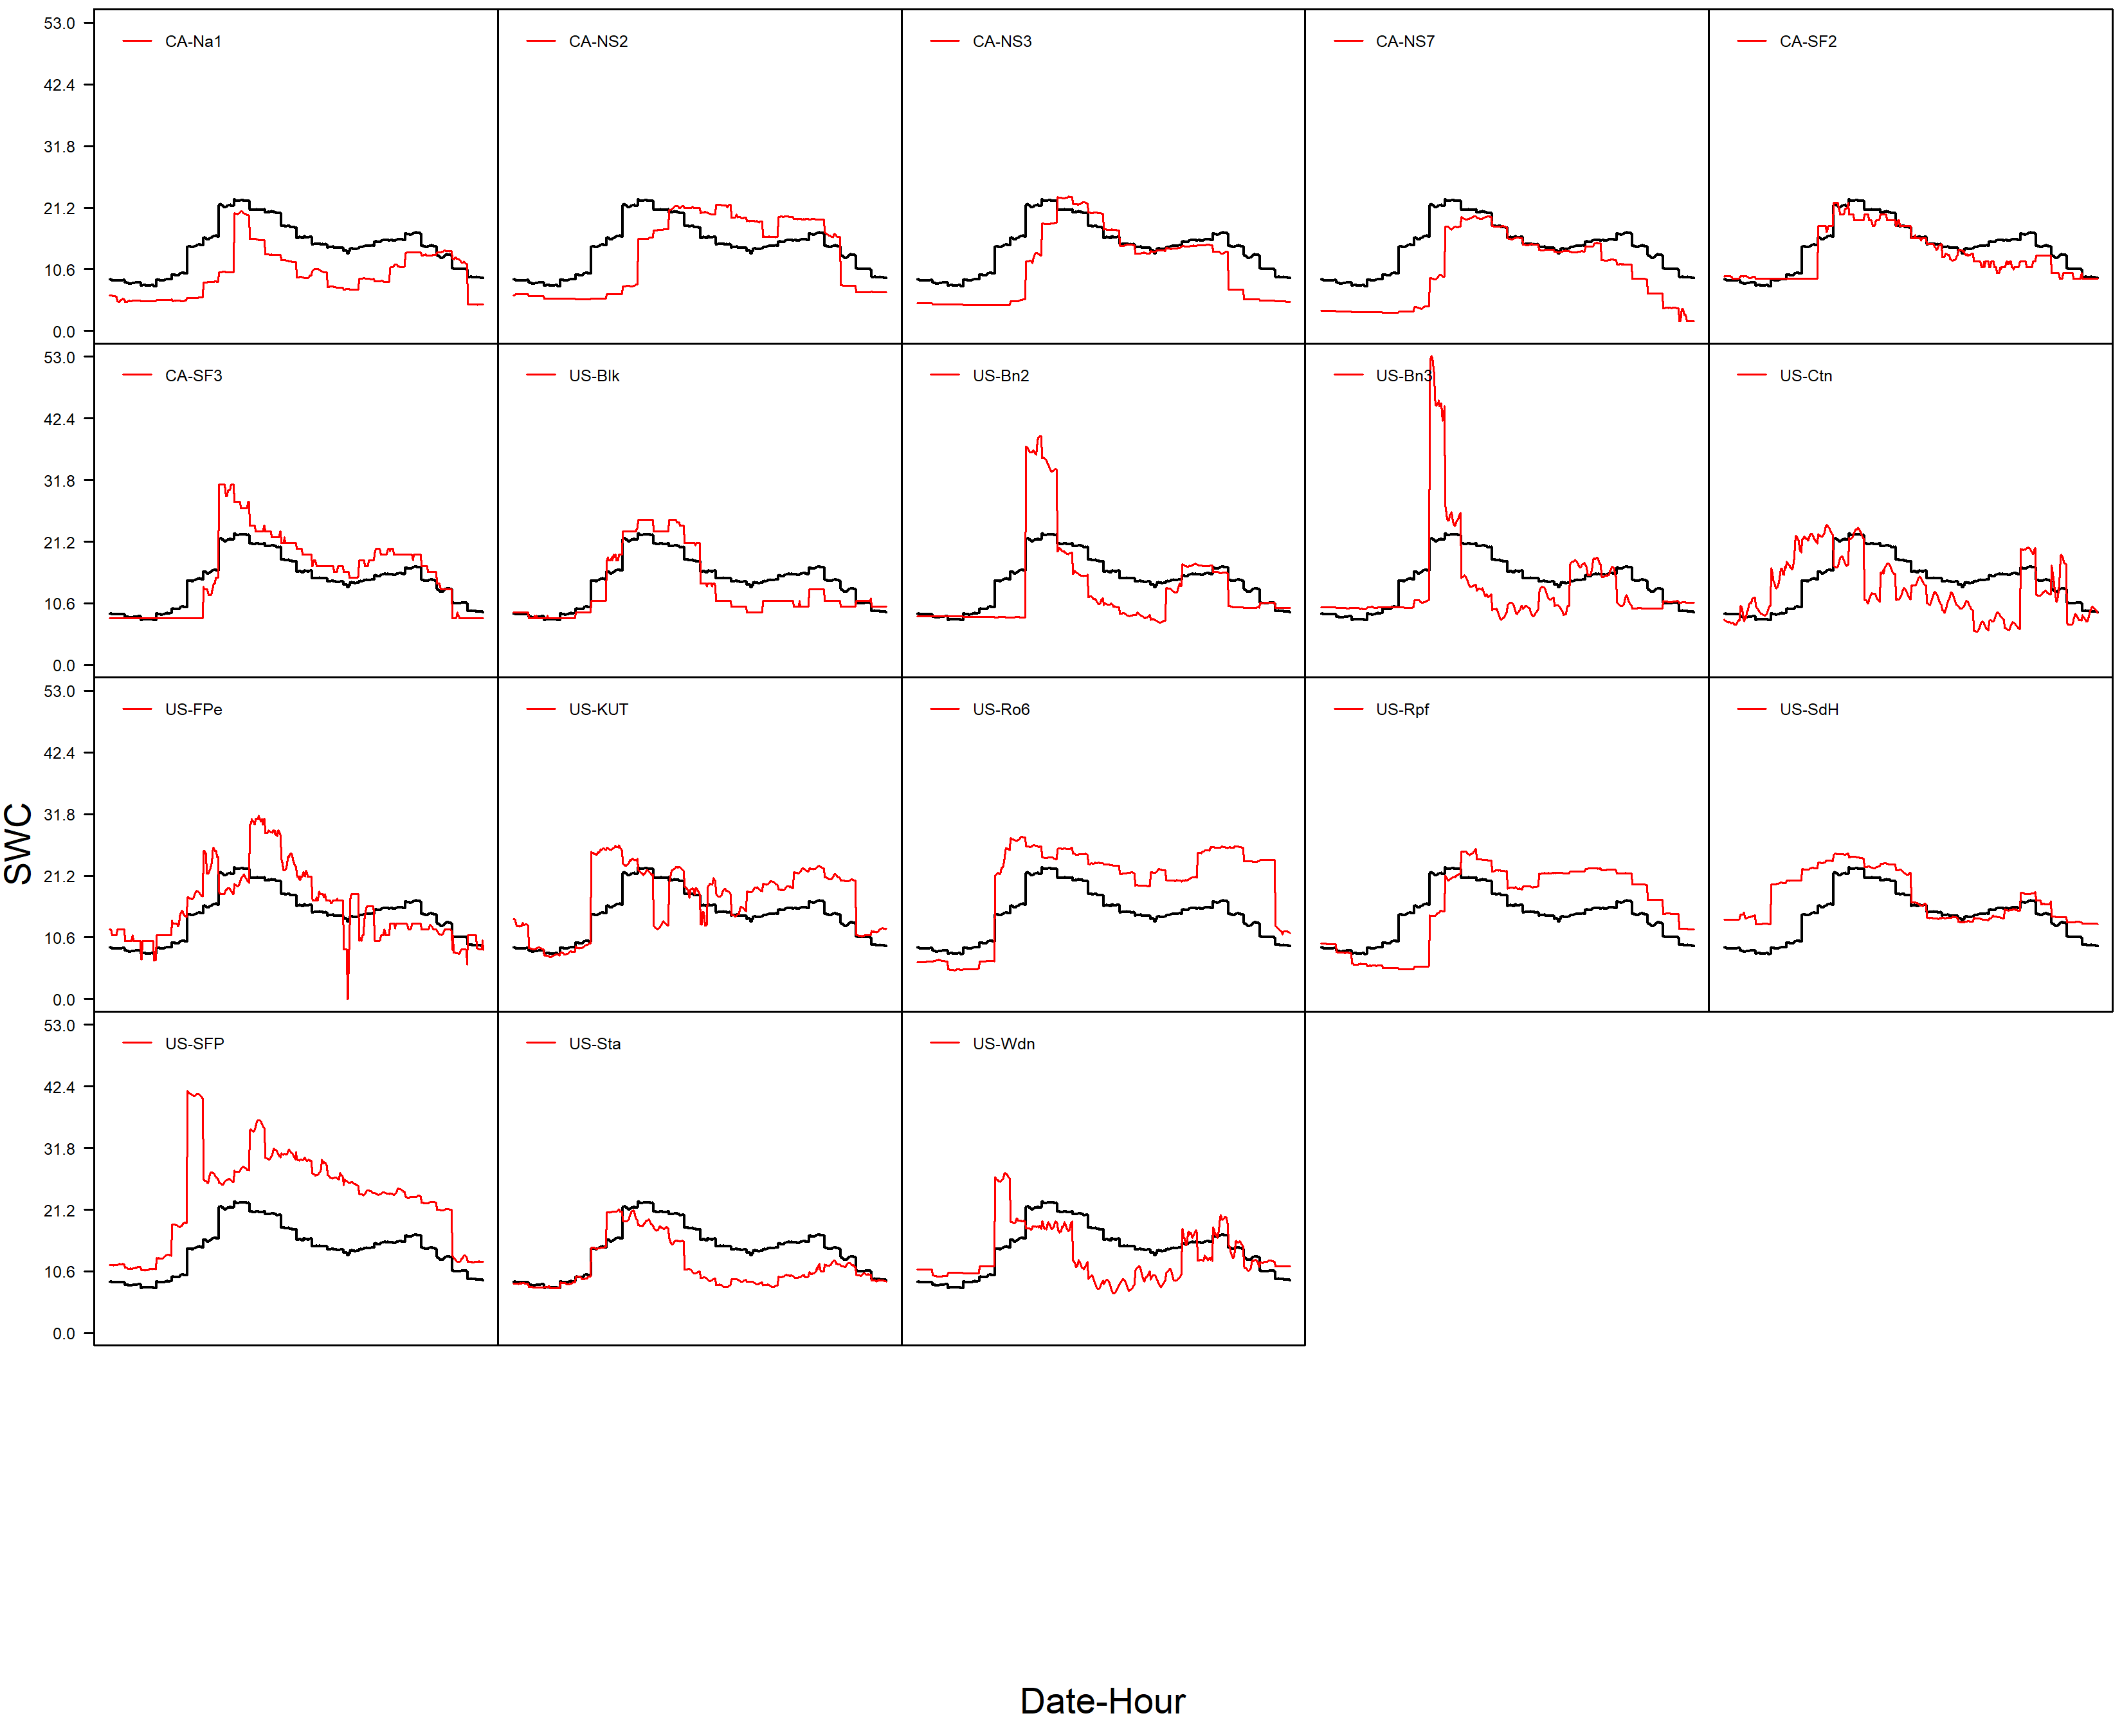 53.0
42.4
31.8
21.2
10.6
0.0
CA-Na1
CA-NS2
CA-NS3
CA-NS7
CA-SF2
53.0
42.4
31.8
21.2
10.6
0.0
CA-SF3
US-Blk
US-Bn2
US-Bn3
US-Ctn
53.0
42.4
31.8
21.2
10.6
0.0
US-FPe
US-KUT
US-Ro6
US-Rpf
US-SdH
53.0
42.4
31.8
21.2
10.6
0.0
US-SFP
US-Sta
US-Wdn
SWC
Date-Hour